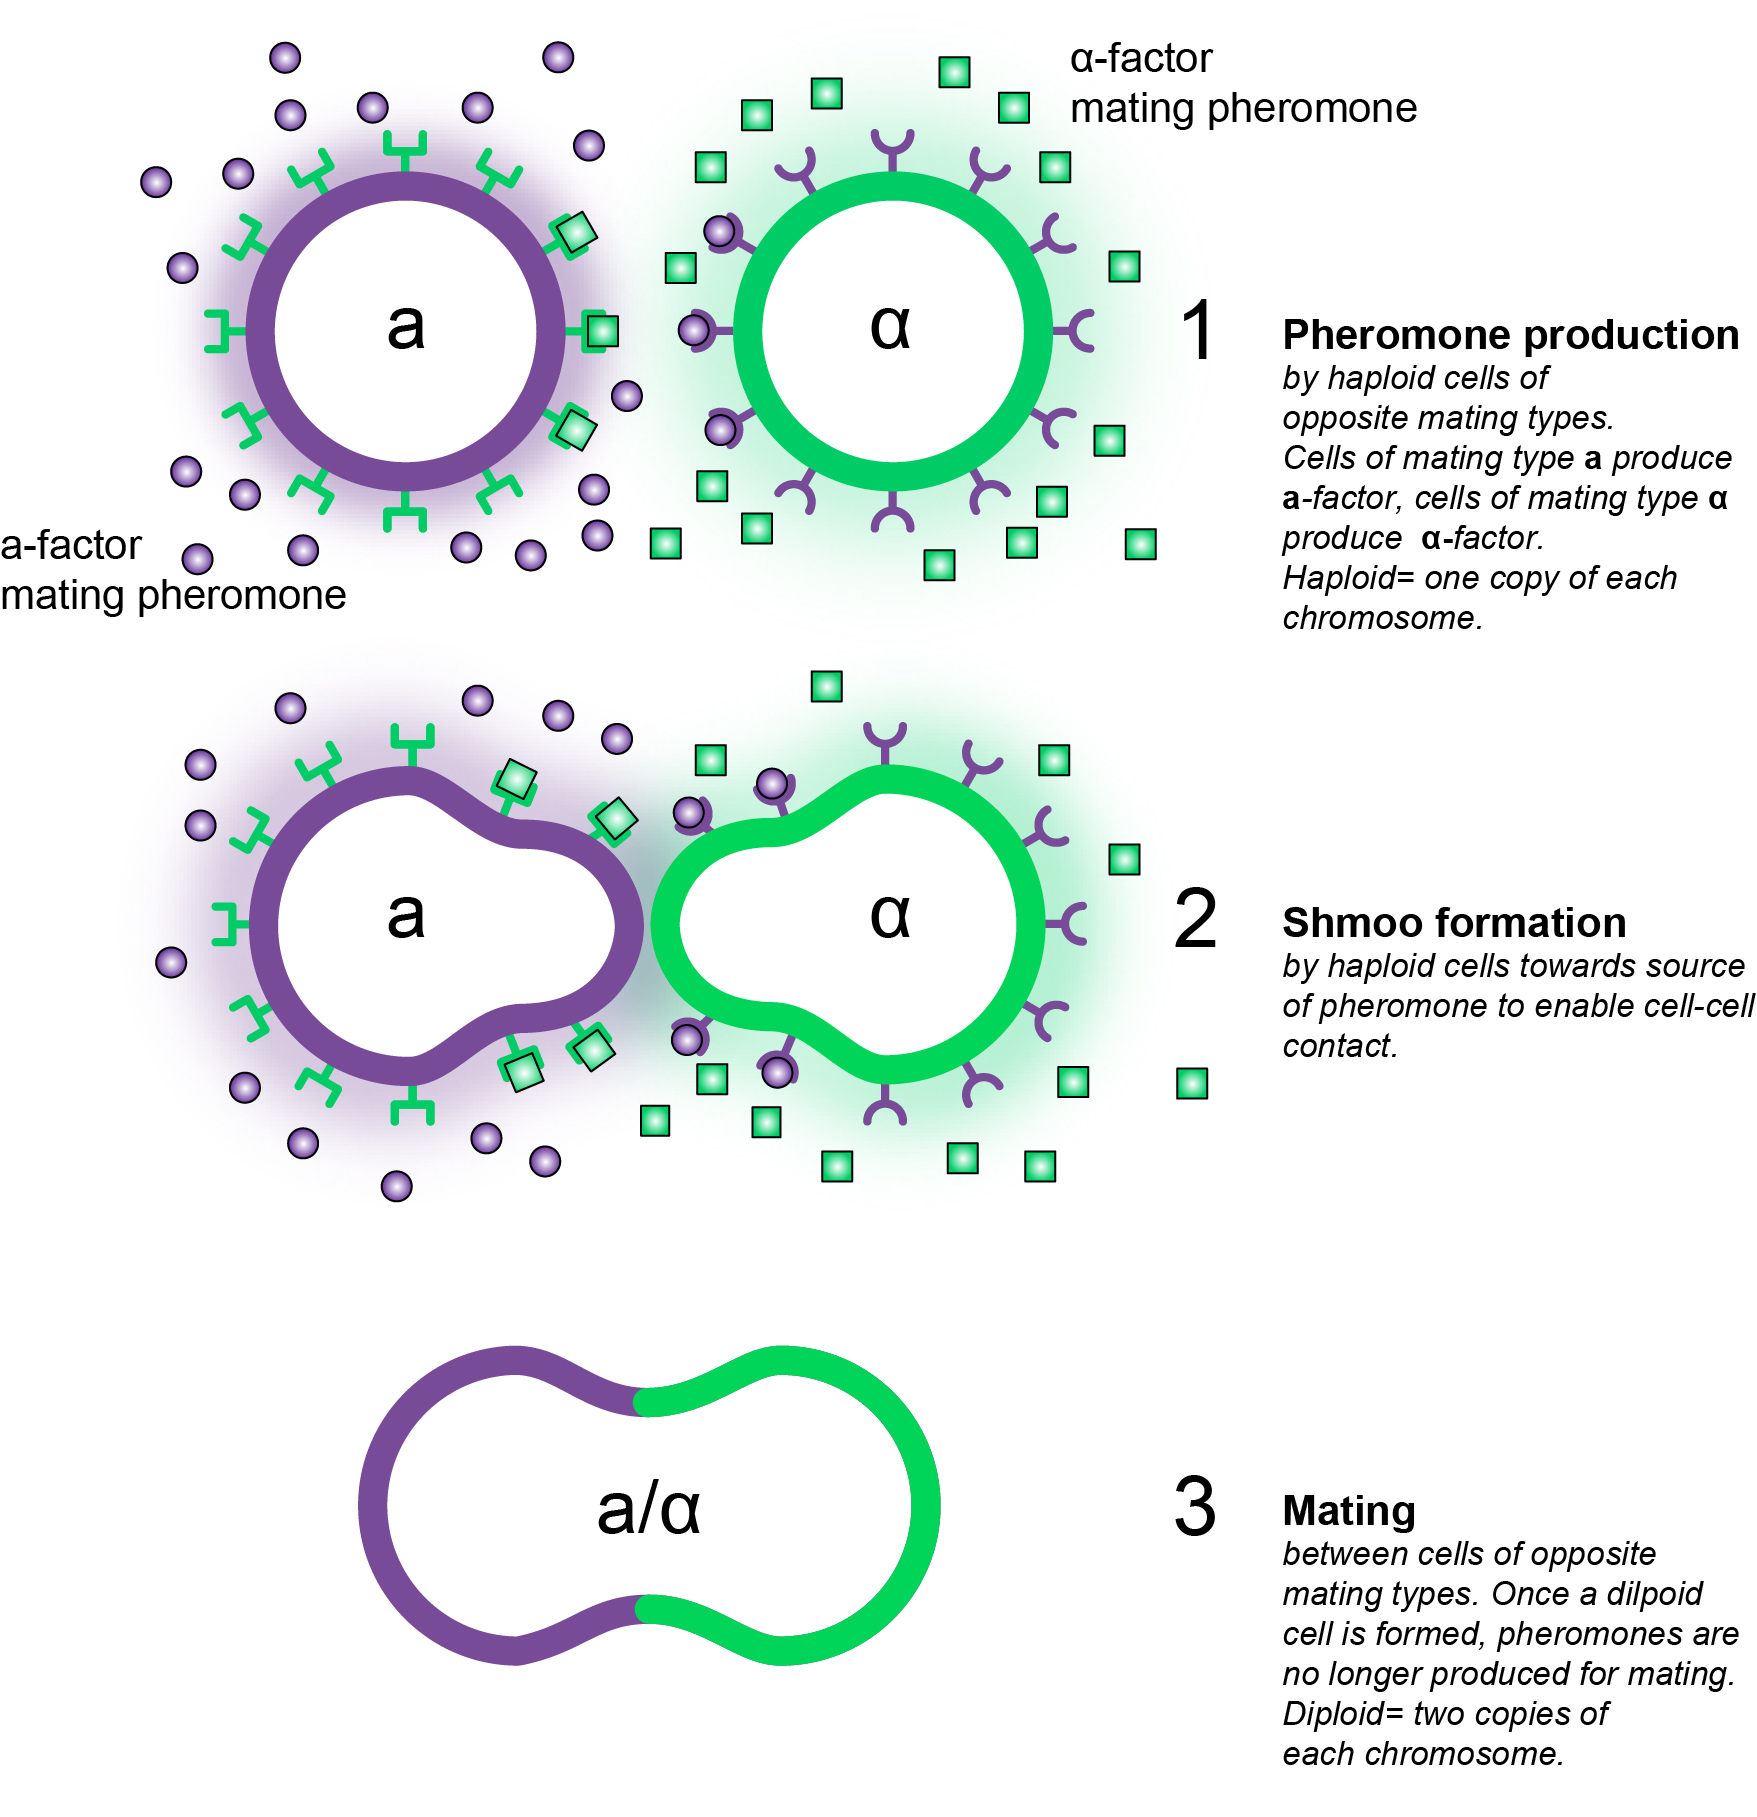 α-factor
mating pheromone
a
α
1
Pheromone production
by haploid cells of
opposite mating types.
Cells of mating type a produce
a-factor, cells of mating type α
produce  α-factor.
Haploid= one copy of each
chromosome.
a-factor
mating pheromone
a
α
2
Shmoo formation
by haploid cells towards source
of pheromone to enable cell-cell
contact.
a/α
3
Mating
between cells of opposite
mating types. Once a dilpoid
cell is formed, pheromones are
no longer produced for mating.
Diploid= two copies of
each chromosome.